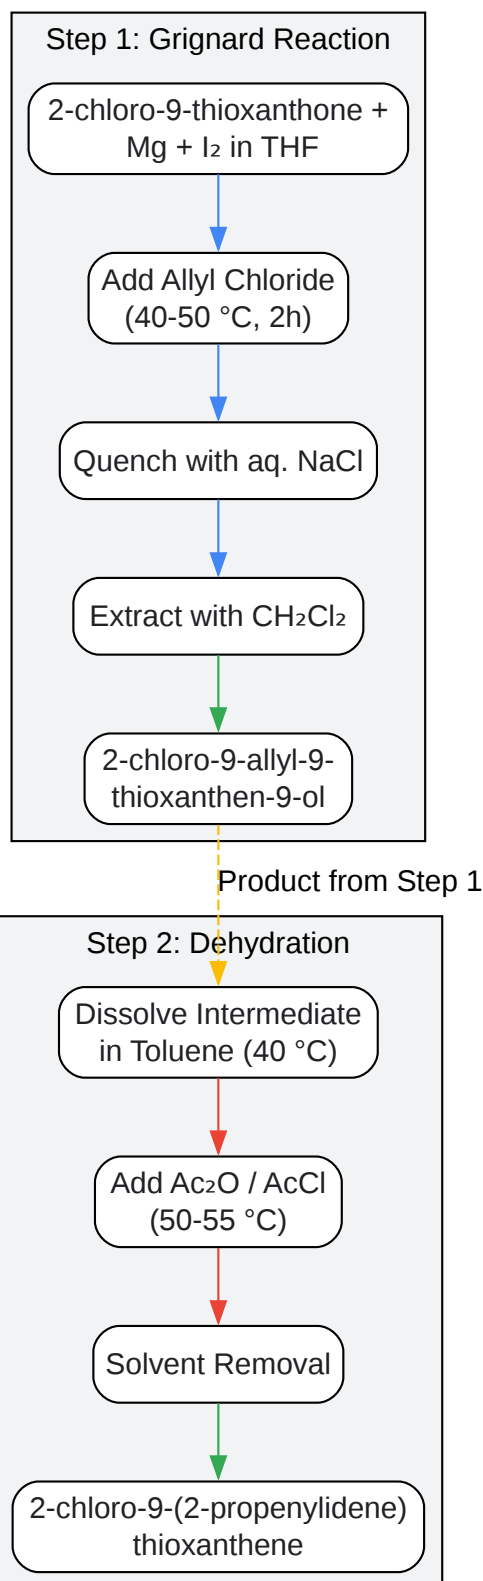 Step 1: Grignard Reaction
2-chloro-9-thioxanthone +
Mg + I₂ in THF
Add Allyl Chloride
(40-50 °C, 2h)
Quench with aq. NaCl
Extract with CH₂Cl₂
2-chloro-9-allyl-9-
thioxanthen-9-ol
Product from Step 1
Step 2: Dehydration
Dissolve Intermediate
in Toluene (40 °C)
Add Ac₂O / AcCl
(50-55 °C)
Solvent Removal
2-chloro-9-(2-propenylidene)
thioxanthene